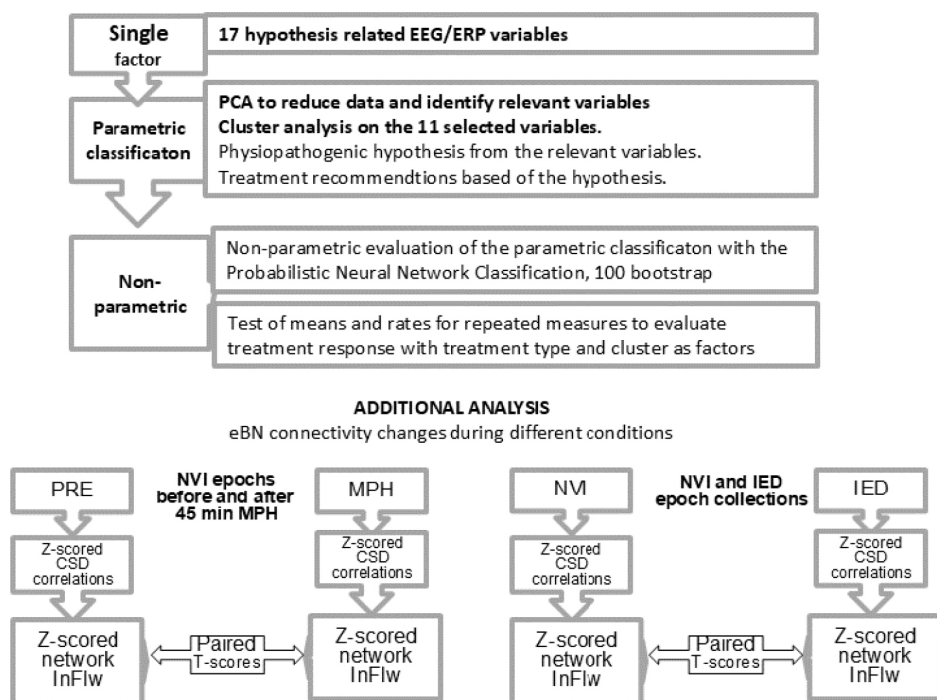 Single
factor
17 hypothesis related EEG/ERP variables
Parametric
classificaton
PCA to reduce data and identify relevant variables
Cluster analysis on the 11 selected variables.
Physiopathogenic hypothesis from the relevant variables.
Treatment recommendtions based of the hypothesis.
Non-
parametric
Non-parametric evaluation of the parametric classificaton with the
Probabilistic Neural Network Classification, 100 bootstrap
Test of means and rates for repeated measures to evaluate
treatment response with treatment type and cluster as factors
ADDITIONAL ANALYSIS
eBN connectivity changes during different conditions
PRE
NVI epochs
before and after
45 min MPH
MPH
Z-scored
CSD
correlations
Z-scored
CSD
correlations
Z-scored
network
InFlw
Paired
T-scores
Z-scored
network
InFlw
NVI
NVI and IED
epoch collections
IED
Z-scored
CSD
correlations
Z-scored
CSD
correlations
Z-scored
network
InFlw
Paired
T-scores
Z-scored
network
InFlw